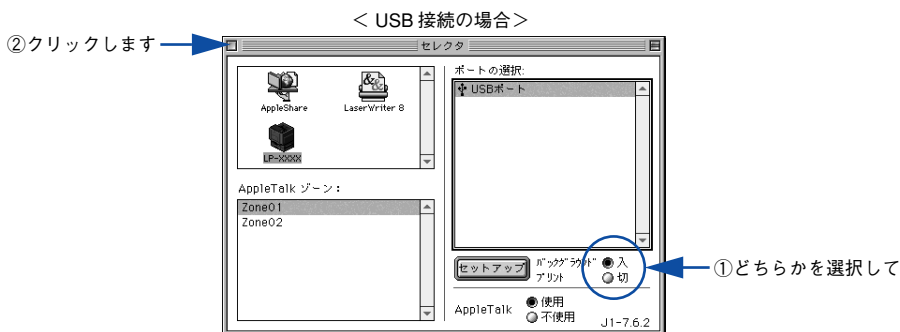 ＜ USB 接続の場合＞
②クリックします
セレクタ
AppleShare
LaserWriter 8
LP-XXXX
ポートの選択:
USBポート
AppleTalk ゾーン：
Zone01
Zone02
セットアップ
バックグラウンド
プリント
入
切
①どちらかを選択して
AppleTalk
使用
不使用
J1-7.6.2